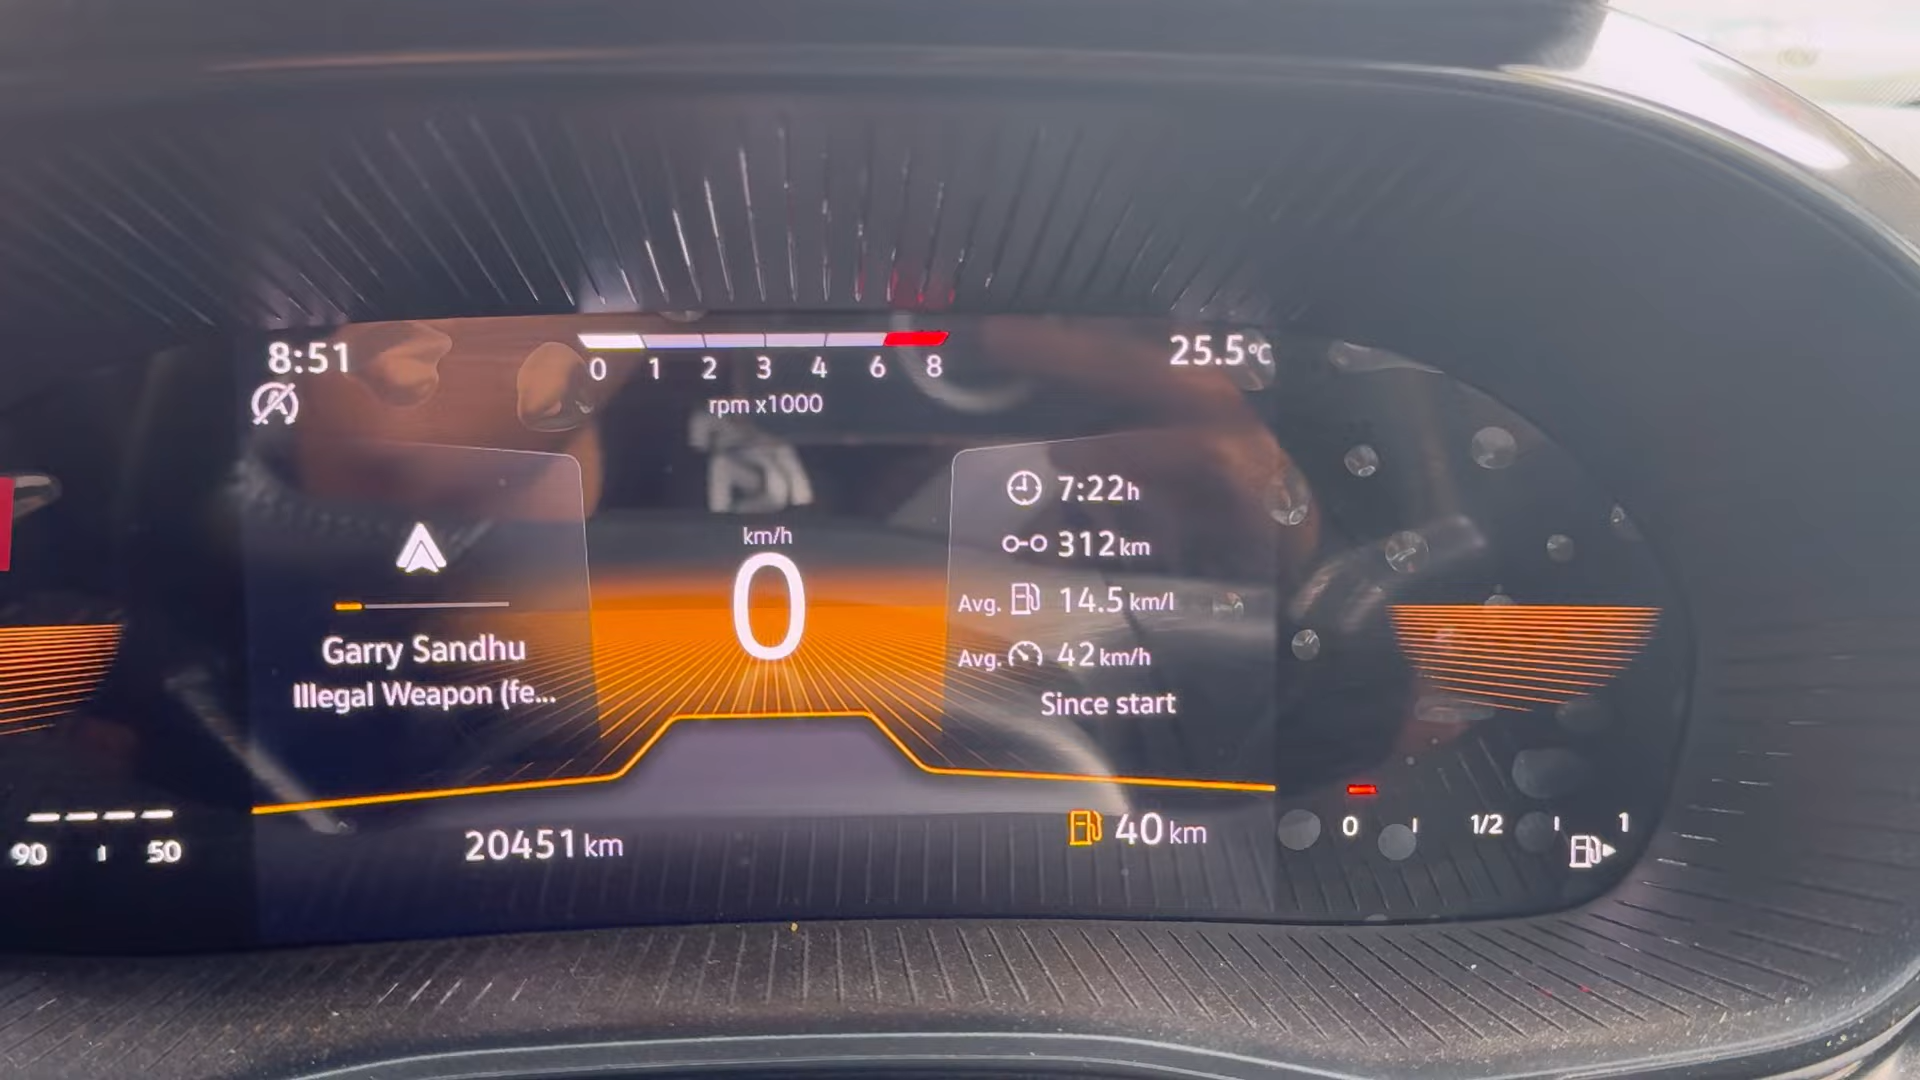 8:51
0 1 2 3 4 6 8
rpm x1000
25.5°C
Garry Sandhu
Illegal Weapon (fe...
km/h
0
7:22h
312 km
Avg. 14.5 km/l
Avg. 42 km/h
Since start
90 50
20451 km
40 km
0 1/2 1